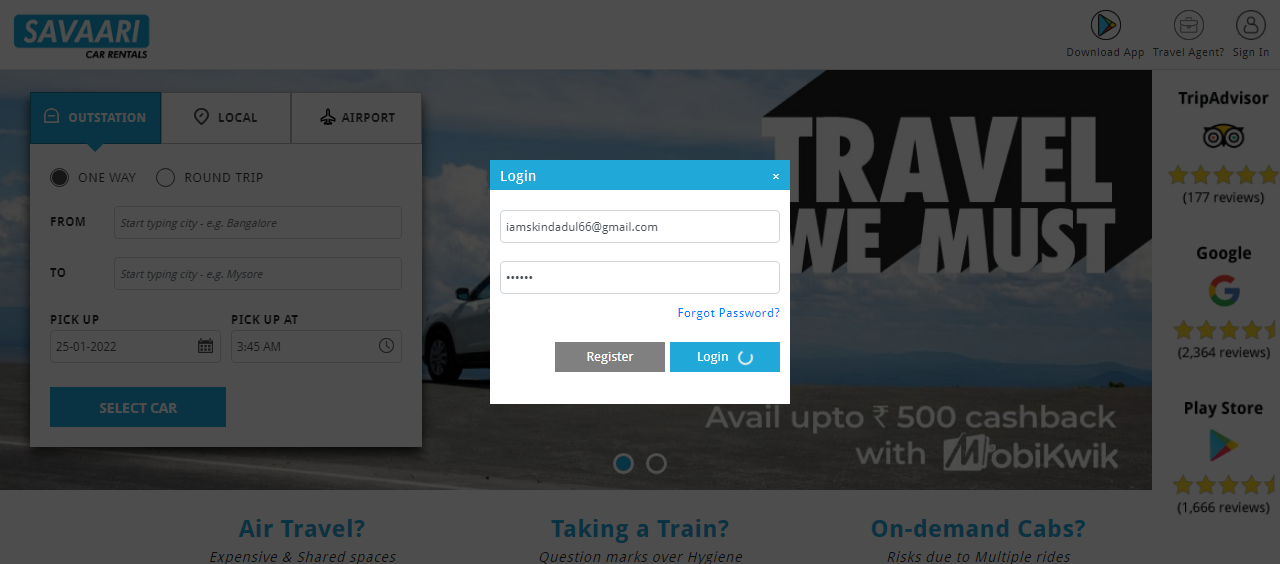 SAVAARI
CAR RENTALS
Download App
Travel Agent?
Sign In
OUTSTATION
LOCAL
AIRPORT
ONE WAY
ROUND TRIP
FROM
Start typing city - e.g. Bangalore
TO
Start typing city - e.g. Mysore
PICK UP
PICK UP AT
25-01-2022
3:45 AM
SELECT CAR
Login
×
iamskindadul66@gmail.com
••••••
Forgot Password?
Register
Login
TRAVEL
WE MUST
Avail upto ₹ 500 cashback
with MobiKwik
TripAdvisor
(177 reviews)
Google
G
(2,364 reviews)
Play Store
(1,666 reviews)
Air Travel?
Expensive & Shared spaces
Taking a Train?
Question marks over Hygiene
On-demand Cabs?
Risks due to Multiple rides